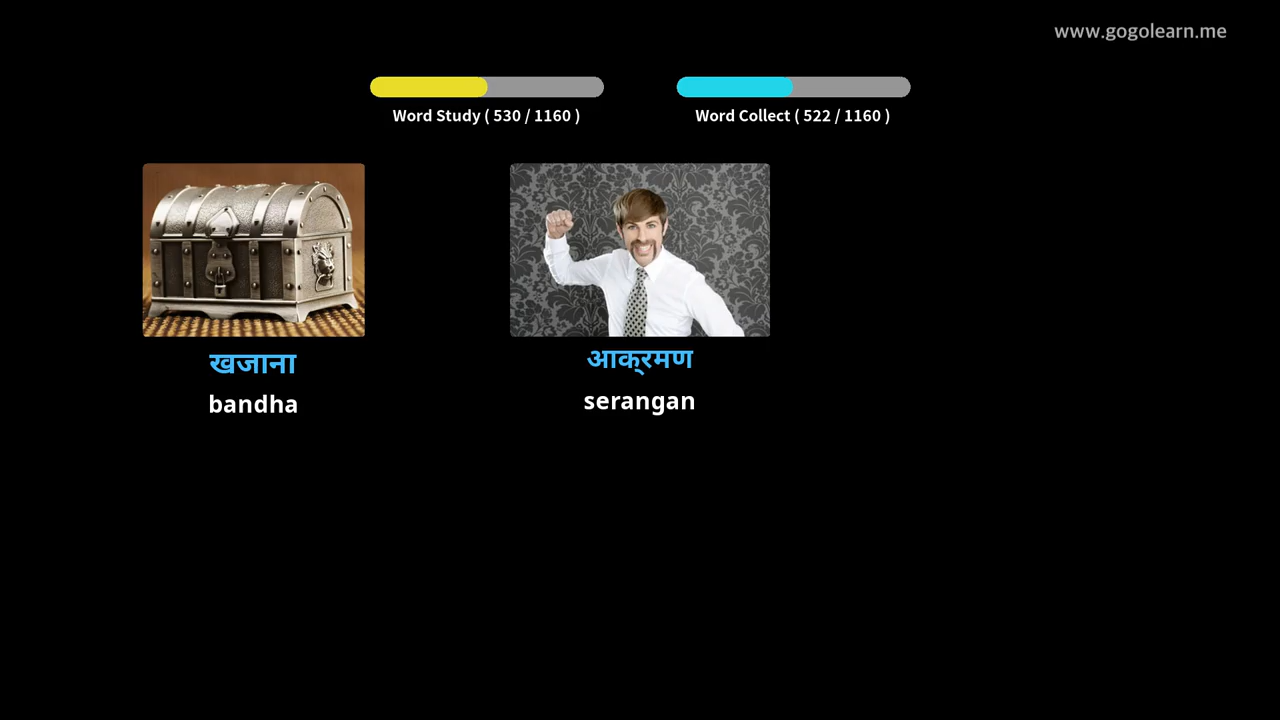 www.gogolearn.me
Word Study ( 530 / 1160 )
Word Collect ( 522 / 1160 )
खजाना
bandha
आक्रमण
serangan